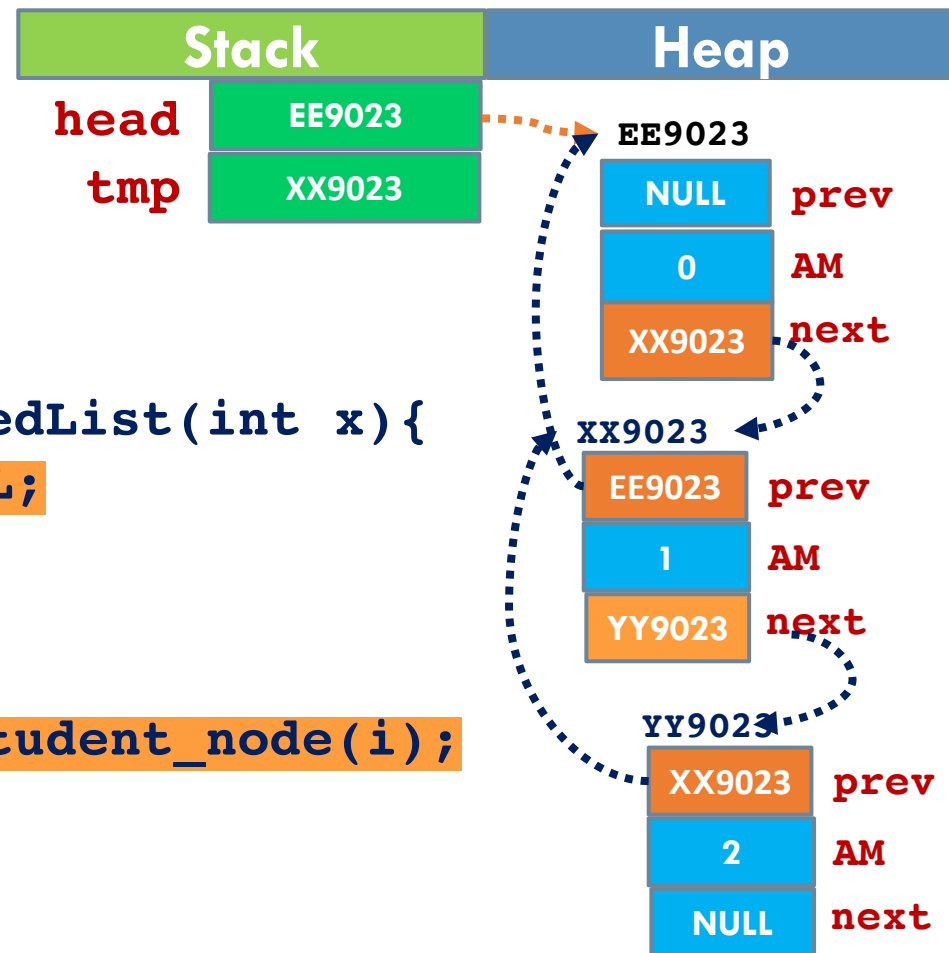 Stack Heap
head EE9023
tmp XX9023
EE9023
NULL prev
0 AM
XX9023 next
edList(int x){
XX9023
L;
EE9023 prev
1 AM
YY9023 next
tudent_node(i);
YY9023
XX9023 prev
2 AM
NULL next